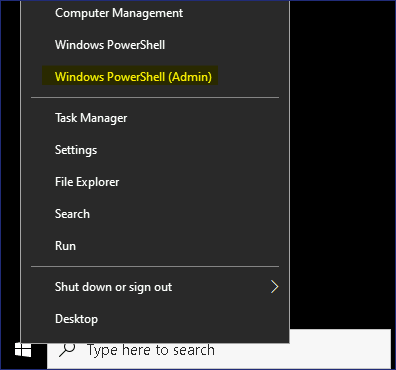 Computer Management
Windows PowerShell
Windows PowerShell (Admin)
Task Manager
Settings
File Explorer
Search
Run
Shut down or sign out
Desktop
Type here to search